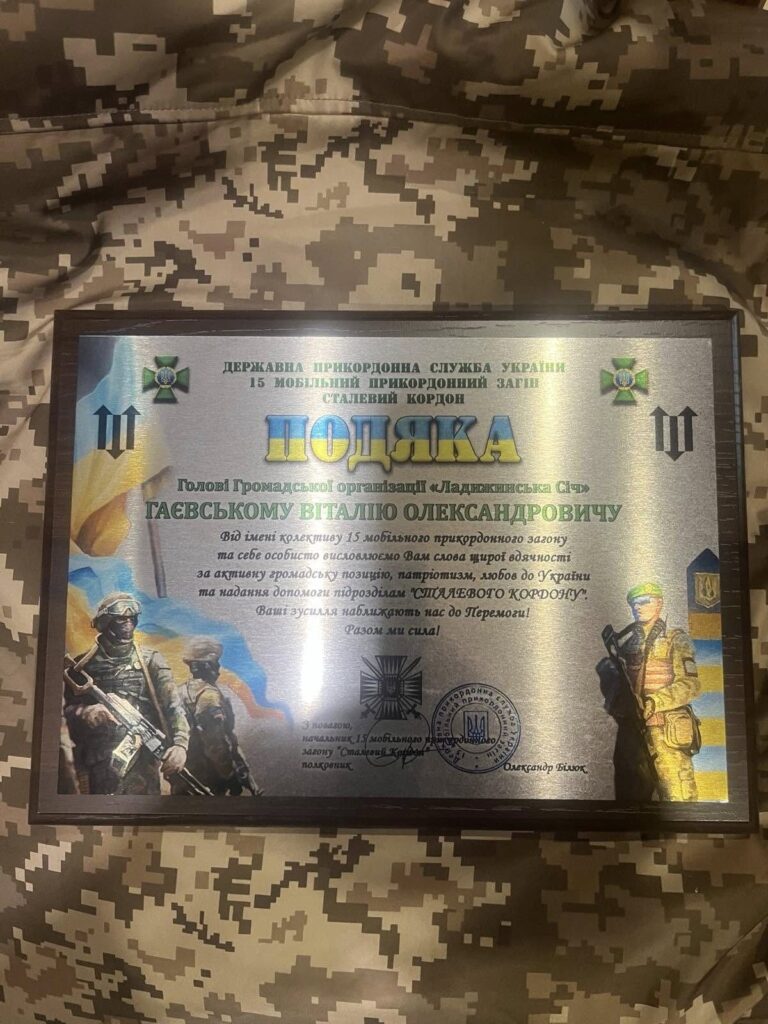 ДЕРЖАВНА ПРИКОРДОННА СЛУЖБА УКРАЇНИ
15 МОБІЛЬНИЙ ПРИКОРДОННИЙ ЗАГІН
СТАЛЕВИЙ КОРДОН
ПОДЯКА
Голові Громадської організації «Ладижинська Січ»
ГАЄВСЬКОМУ ВІТАЛІЮ ОЛЕКСАНДРОВИЧУ
Від імені колективу 15 мобільного прикордонного загону
та себе особисто висловлюємо Вам слова щирої вдячності
за активну громадську позицію, патріотизм, любов до України
та надання допомоги підрозділам "СТАЛЕВОГО КОРДОНУ".
Ваші зусилля наближають нас до Перемоги!
Разом ми сила!
З повагою,
начальник 15 мобільного прикордонного
загону "Сталевий Кордон"
полковник
Олександр Білюк